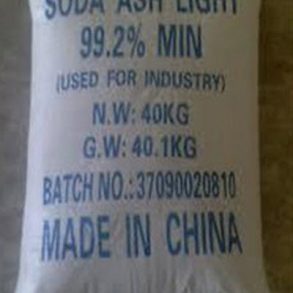 SODA ASH LIGHT
99.2% MIN
(USED FOR INDUSTRY)
N.W: 40KG
G.W: 40.1KG
BATCH NO.:37090020810
MADE IN CHINA